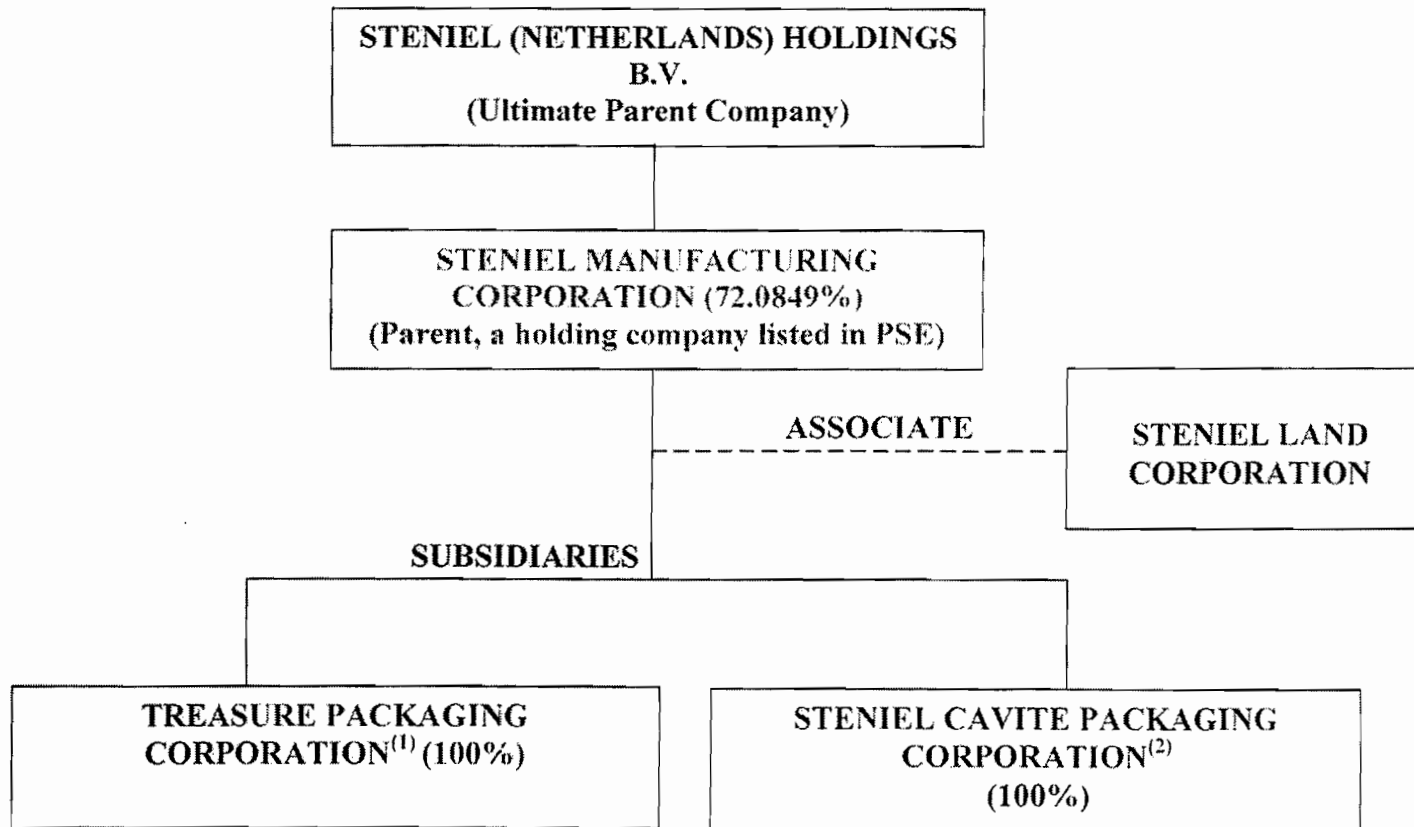 STENIEL (NETHERLANDS) HOLDINGS
B.V.
(Ultimate Parent Company)
STENIEL MANUFACTURING
CORPORATION (72.0849%)
(Parent, a holding company listed in PSE)
ASSOCIATE
STENIEL LAND
CORPORATION
SUBSIDIARIES
TREASURE PACKAGING
CORPORATION(1) (100%)
STENIEL CAVITE PACKAGING
CORPORATION(2)
(100%)